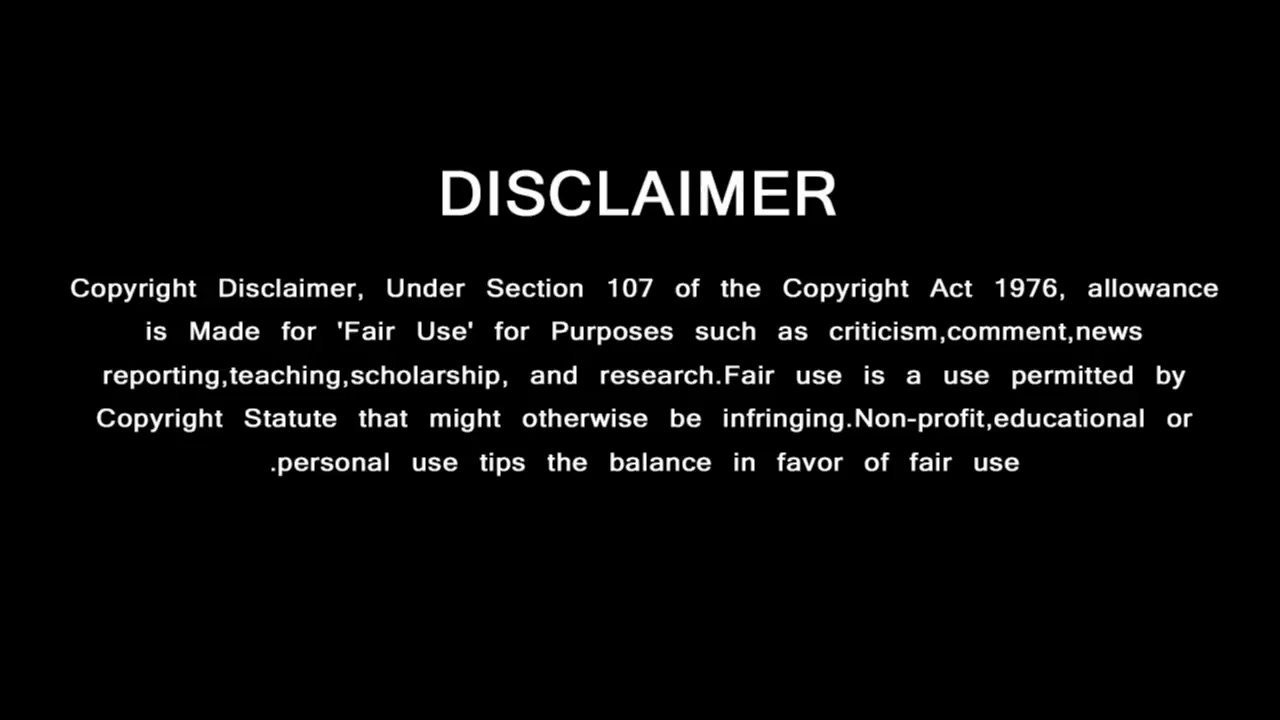 DISCLAIMER
Copyright Disclaimer, Under Section 107 of the Copyright Act 1976, allowance
is Made for 'Fair Use' for Purposes such as criticism,comment,news
reporting,teaching,scholarship, and research.Fair use is a use permitted by
Copyright Statute that might otherwise be infringing.Non-profit,educational or
.personal use tips the balance in favor of fair use